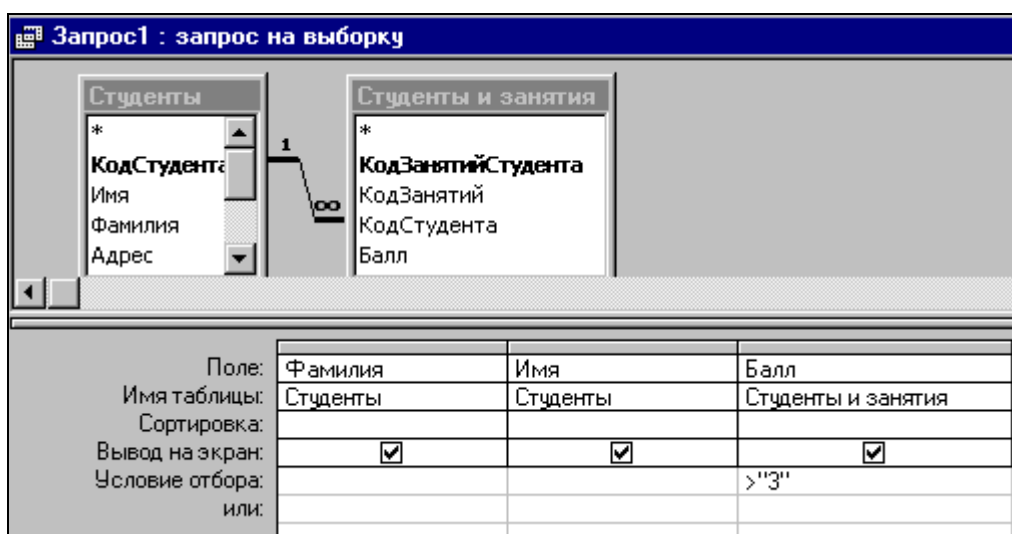 Запрос1 : запрос на выборку
Студенты
*
КодСтудента
Имя
Фамилия
Адрес
1
∞
Студенты и занятия
*
КодЗанятийСтудента
КодЗанятий
КодСтудента
Балл
Поле: Фамилия Имя Балл
Имя таблицы: Студенты Студенты Студенты и занятия
Сортировка:
Вывод на экран:
Условие отбора: >"3"
или: